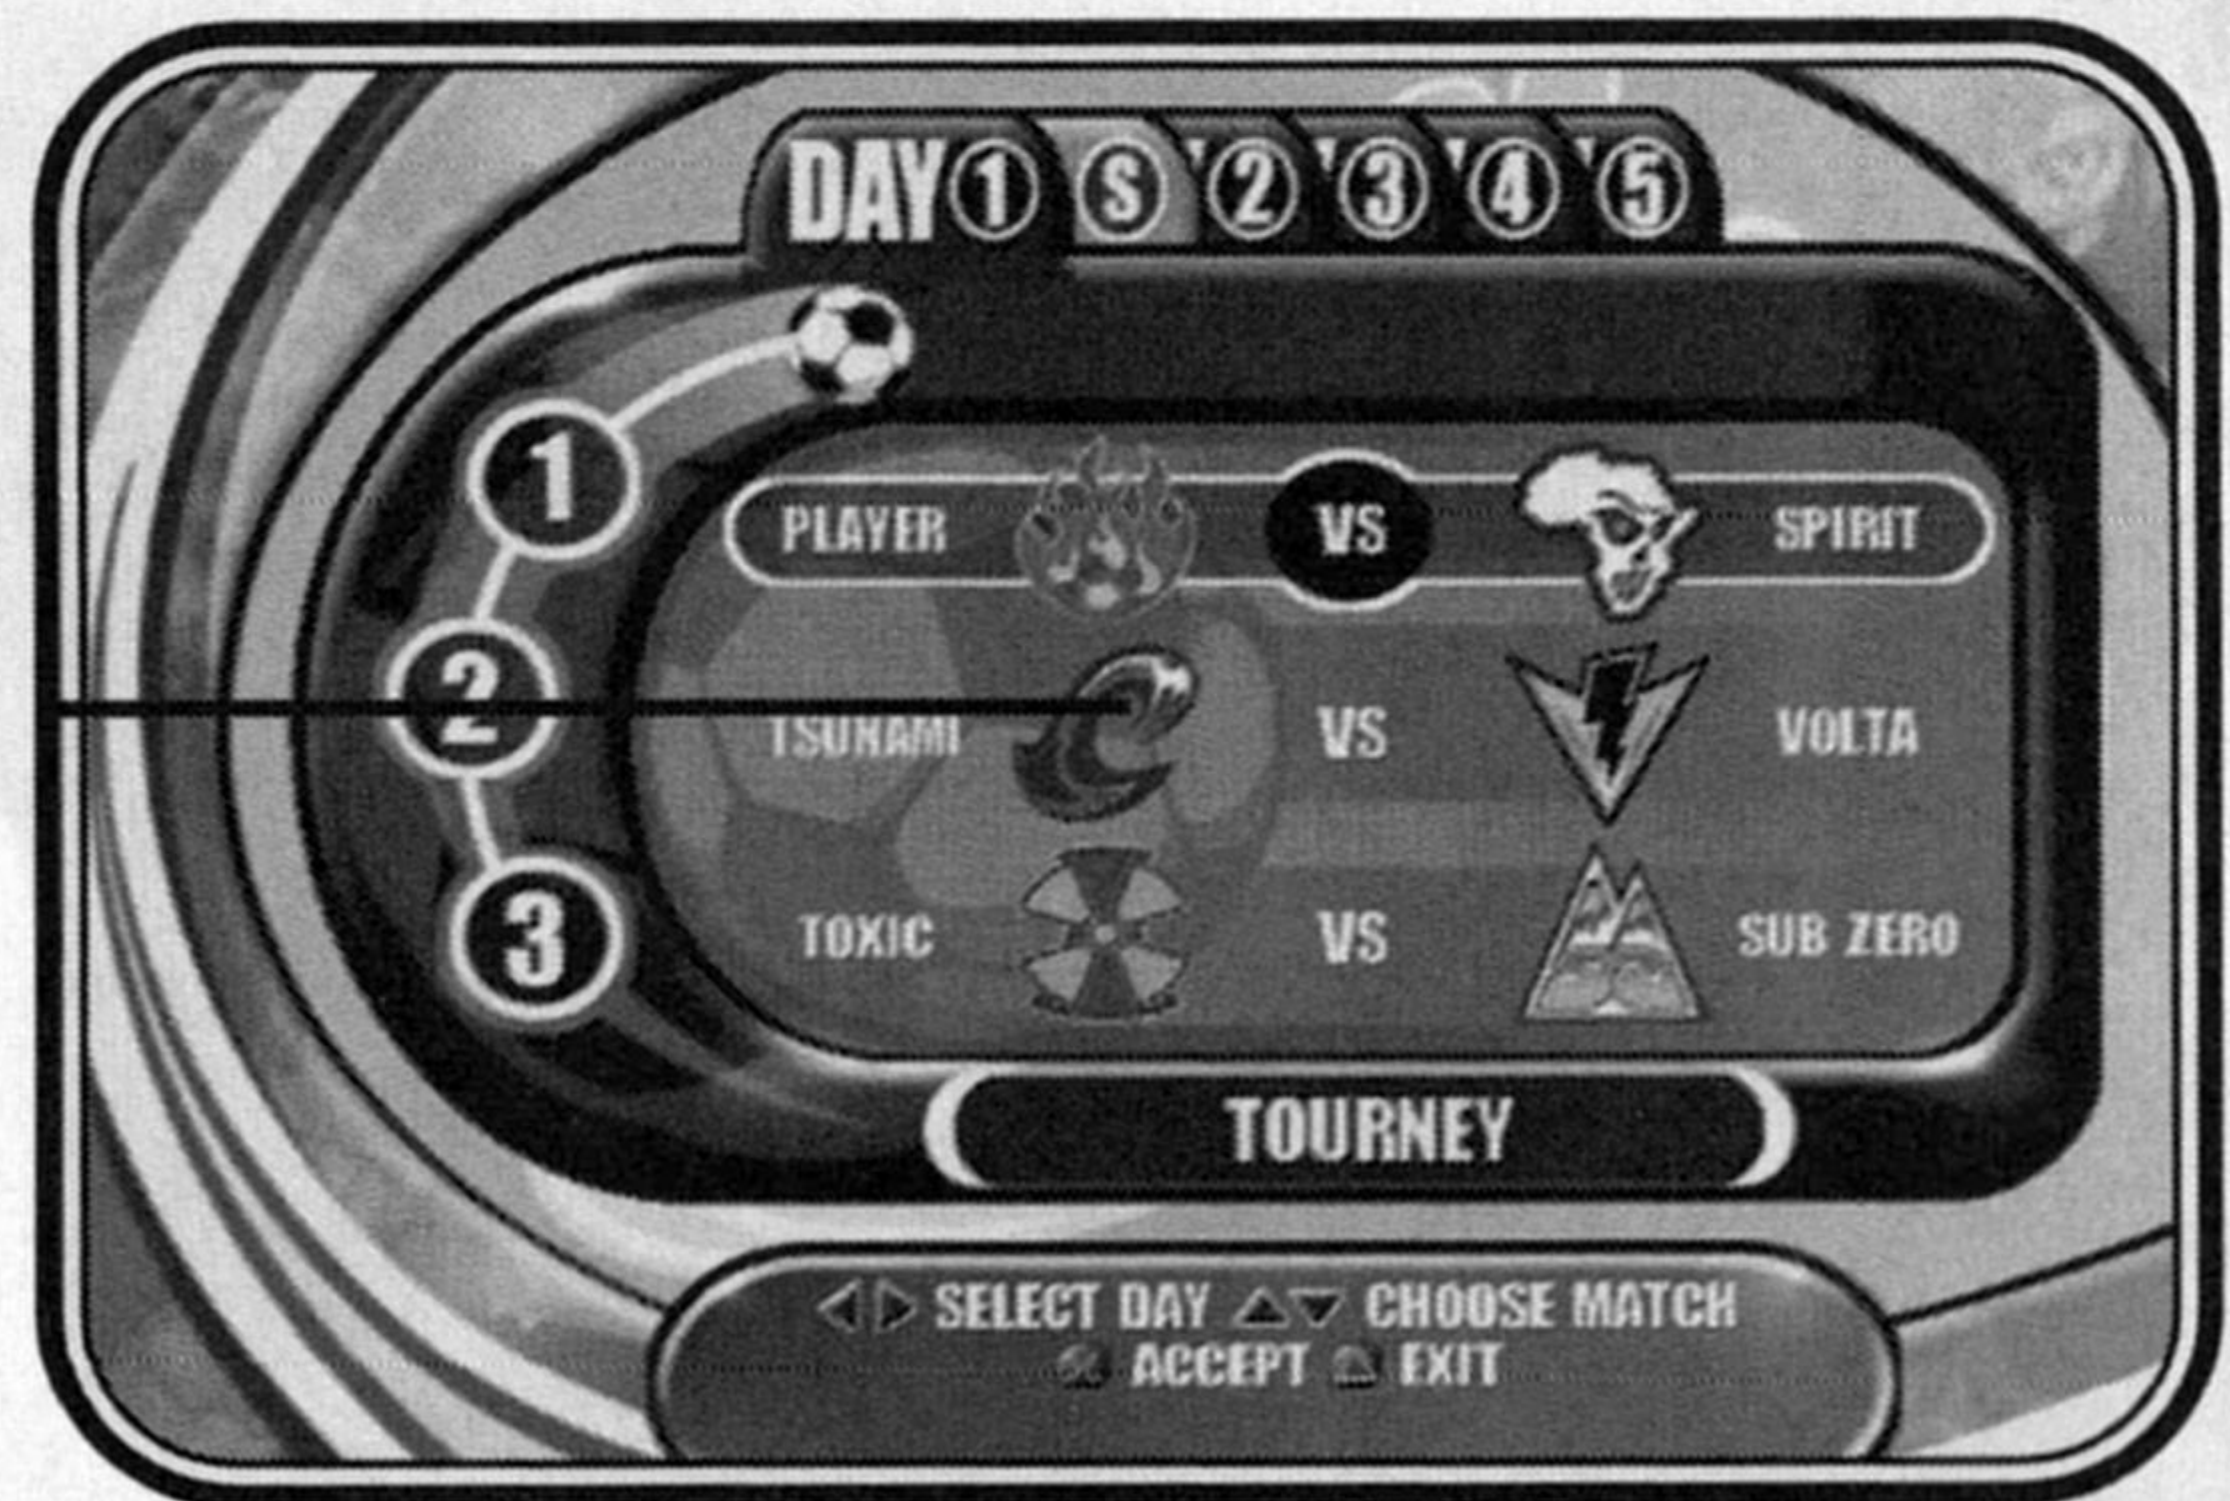 DAY 1 S '2 '3 '4 '5
1
PLAYER VS SPIRIT
2
TSUNAMI VS VOLTA
3
TOXIC VS SUB ZERO
TOURNEY
SELECT DAY CHOOSE MATCH
ACCEPT EXIT